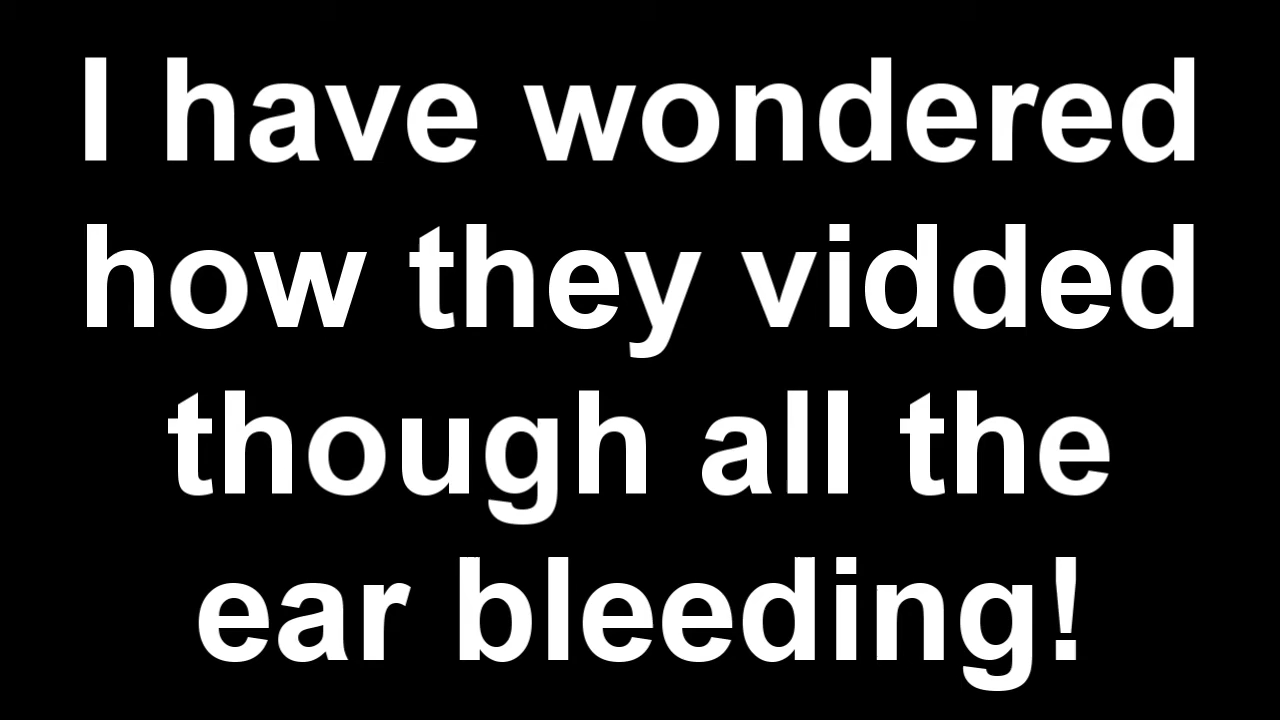 I have wondered
how they vidded
though all the
ear bleeding!